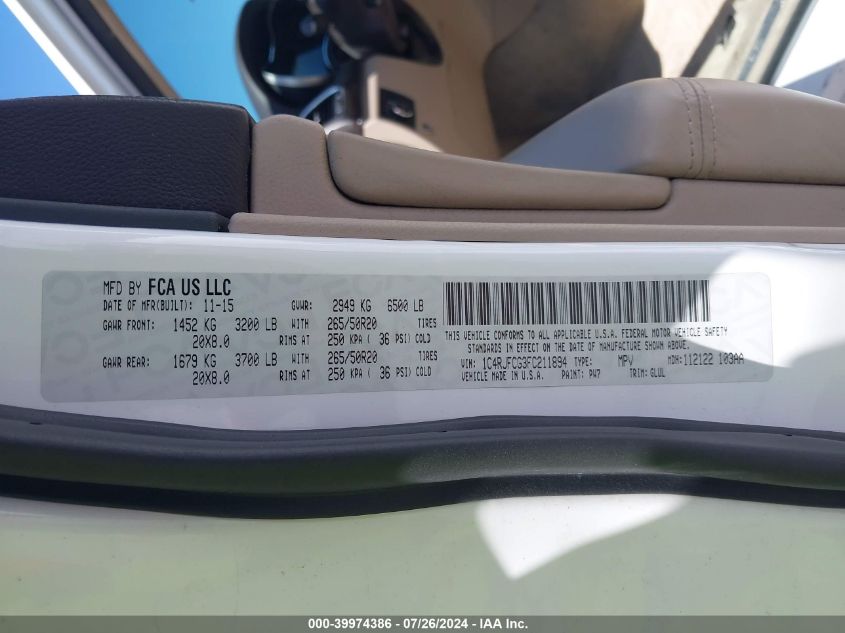 MFD BY FCA US LLC
DATE OF MFR(BUILT): 11-15 GVWR: 2949 KG 6500 LB
GAWR FRONT: 1452 KG 3200 LB WITH 265/50R20 TIRES
20X8.0 RIMS AT 250 KPA ( 36 PSI) COLD
GAWR REAR: 1679 KG 3700 LB WITH 265/50R20 TIRES
20X8.0 RIMS AT 250 KPA ( 36 PSI) COLD
THIS VEHICLE CONFORMS TO ALL APPLICABLE U.S.A. FEDERAL MOTOR VEHICLE SAFETY
STANDARDS IN EFFECT ON THE DATE OF MANUFACTURE SHOWN ABOVE.
VIN: 1C4RJFCG3FC211894 TYPE: MPV MDH: 112122 103AA
VEHICLE MADE IN U.S.A. PAINT: PW7 TRIM: GLUL
000-39974386 / 07/26/2024 / IAA Inc.